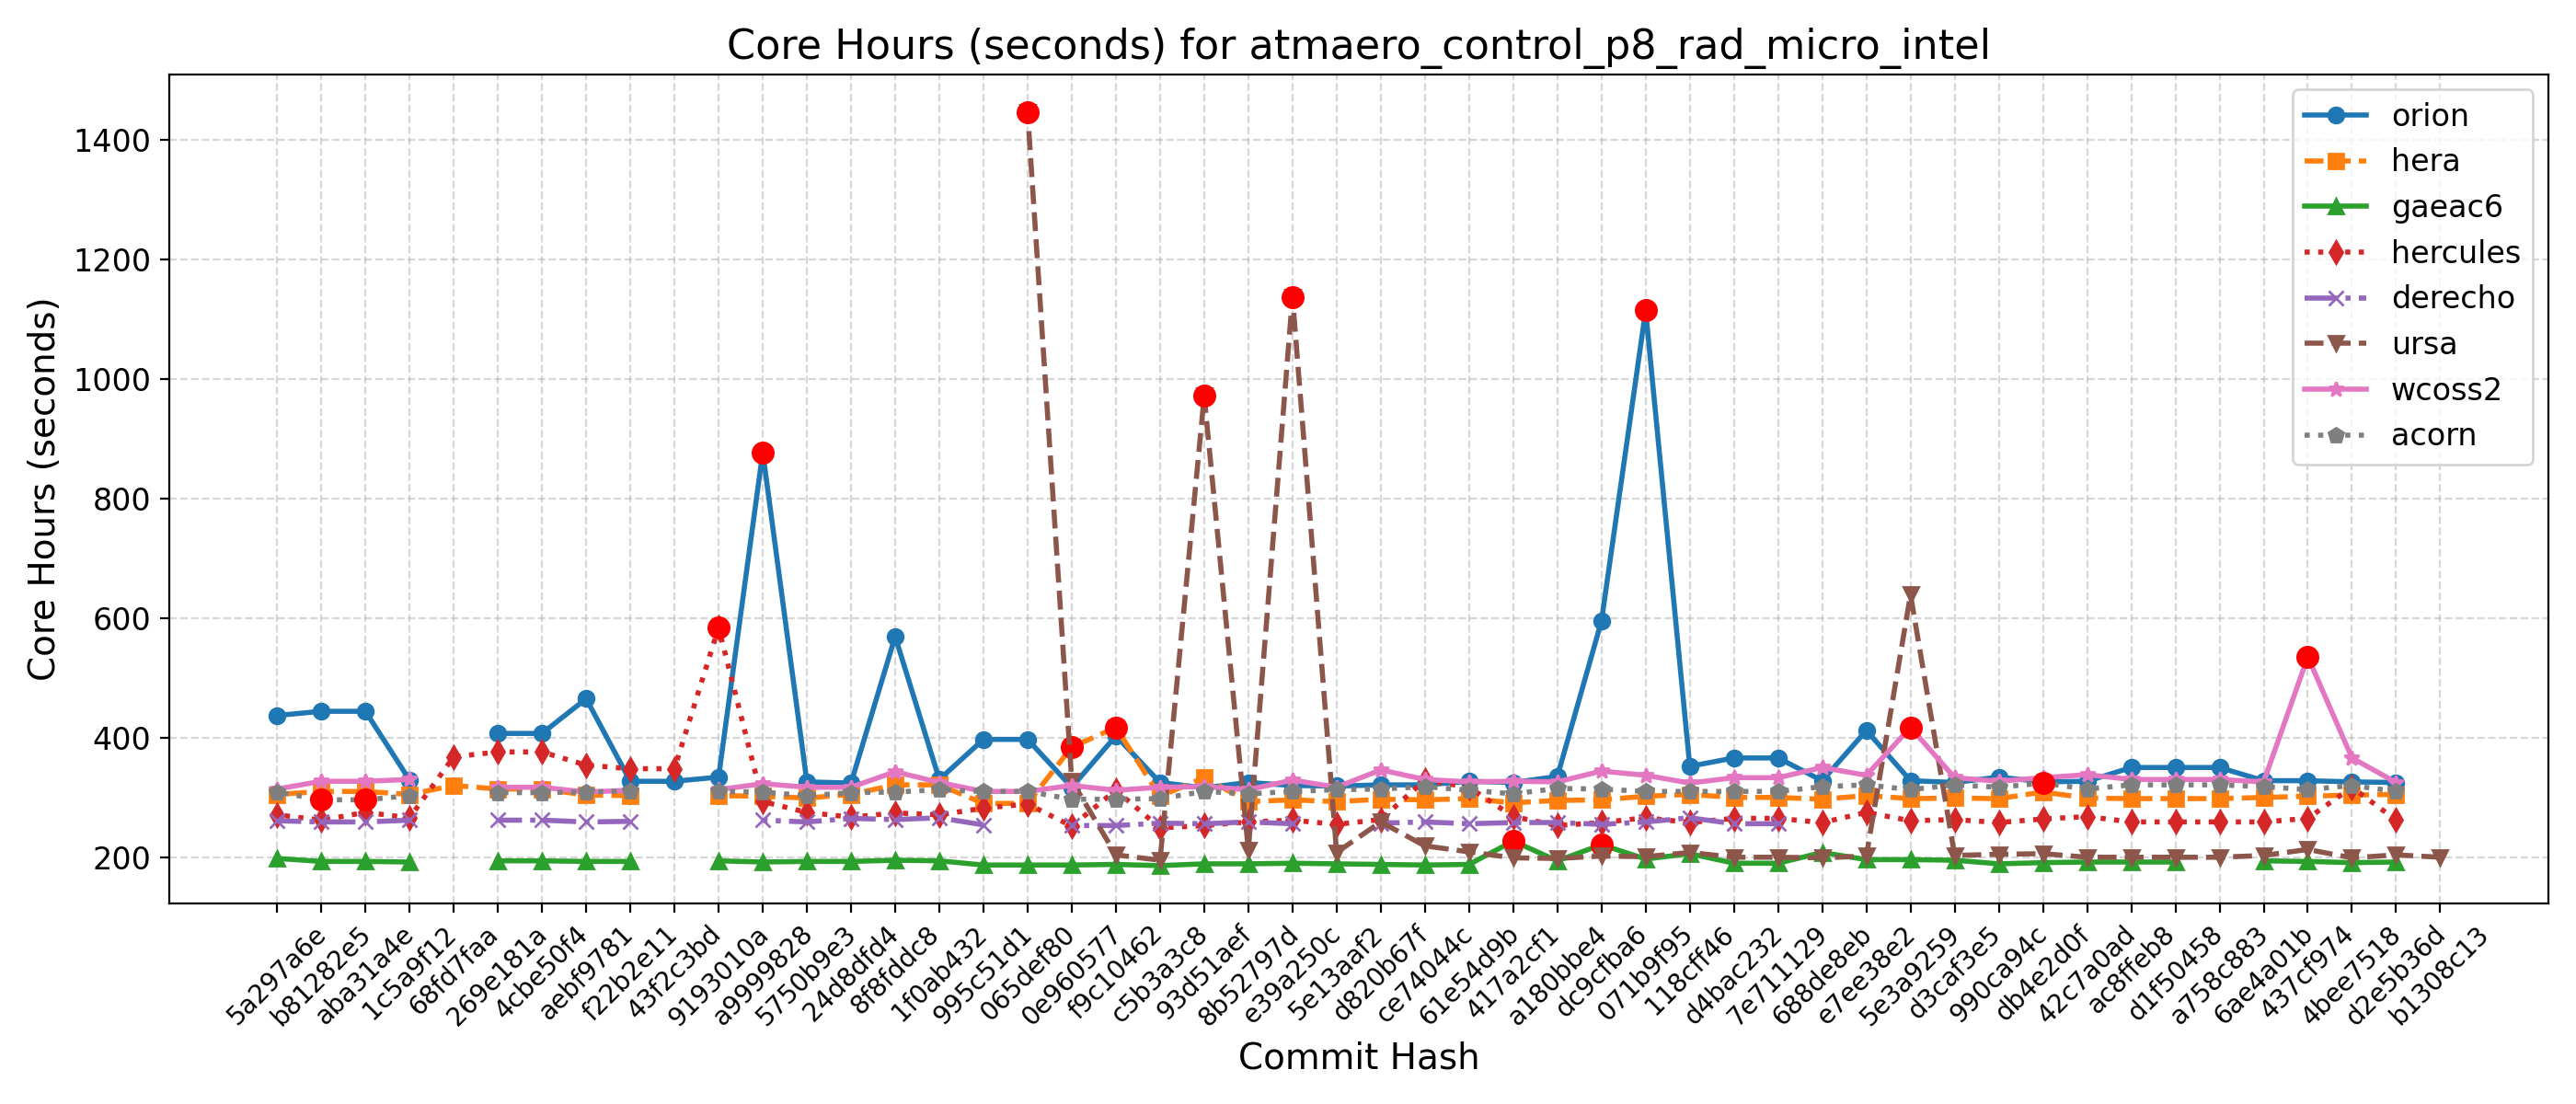 Core Hours (seconds) for atmaero_control_p8_rad_micro_intel
Core Hours (seconds)
1400
1200
1000
800
600
400
200
orion
hera
gaeac6
hercules
derecho
ursa
wcoss2
acorn
5a297a6e
b81282e5
aba31a4e
1c5a9f12
68fd7faa
269e181a
4cbe50f4
aebf9781
f22b2e11
43f2c3bd
9193010a
a9999828
5750b9e3
24d8dfd4
8f8fddc8
1f0ab432
995c51d1
065def80
0e960577
f9c10462
c5b3a3c8
93d51aef
8b52797d
e39a250c
5e13aaf2
d820b67f
ce74044c
61e54d9b
417a2cf1
a180bbe4
dc9cfba6
071b9f95
118cff46
d4bac232
7e711129
688de8eb
e7ee38e2
5e3a9259
d3caf3e5
990ca94c
db4e2d0f
42c7a0ad
ac8ffeb8
d1f50458
a758c883
6ae4a01b
437cf974
4bee7518
d2e5b36d
b1308c13
Commit Hash